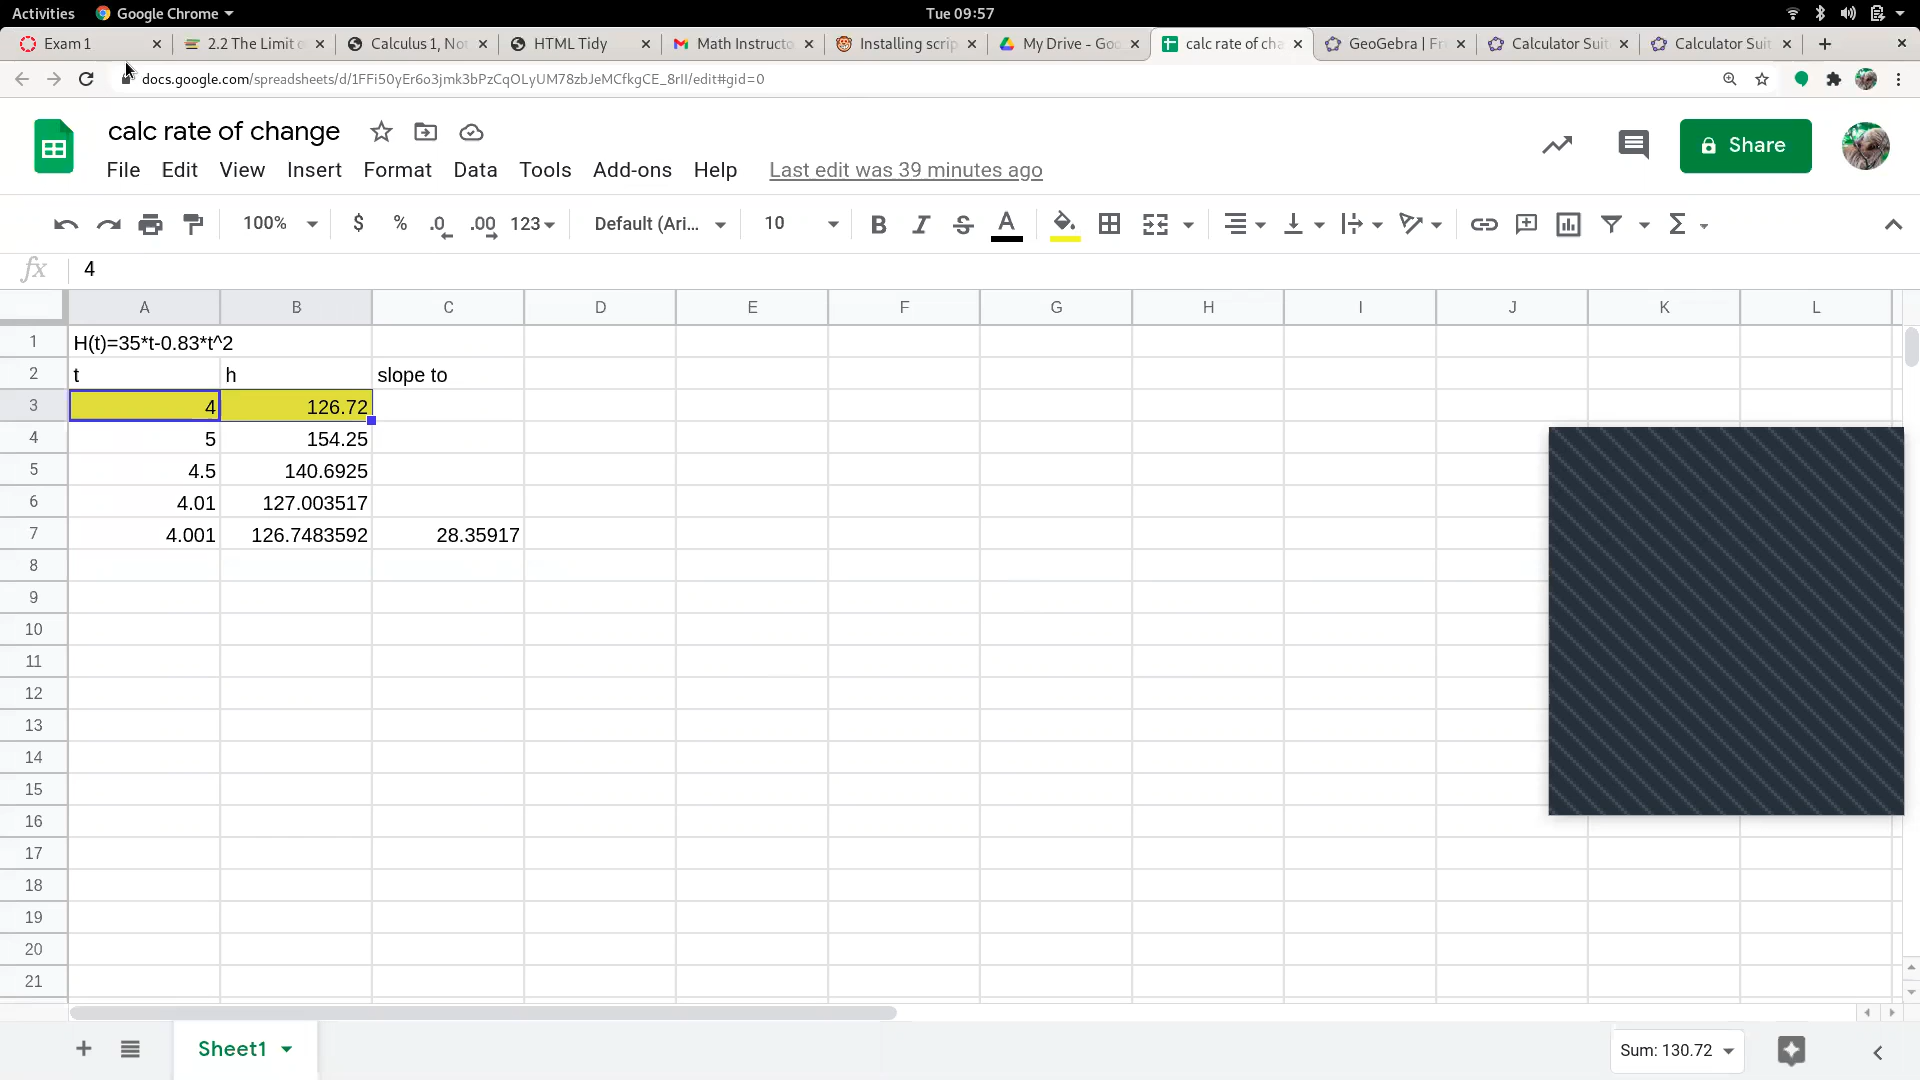 Activities Google Chrome Tue 09:57
Exam 1 2.2 The Limit o Calculus 1, Not HTML Tidy Math Instructo Installing scrip My Drive - Goo calc rate of cha GeoGebra | Fr Calculator Suit Calculator Suit
docs.google.com/spreadsheets/d/1FFi50yEr6o3jmk3bPzCqOLyUM78zbJeMCfkgCE_8rII/edit#gid=0
calc rate of change
Share
File Edit View Insert Format Data Tools Add-ons Help Last edit was 39 minutes ago
100% $ % .0 .00 123 Default (Ari... 10 B I S A
fx 4
A B C D E F G H I J K L
1 H(t)=35*t-0.83*t^2
2 t h slope to
3 4 126.72
4 5 154.25
5 4.5 140.6925
6 4.01 127.003517
7 4.001 126.7483592 28.35917
8
9
10
11
12
13
14
15
16
17
18
19
20
21
Sheet1 Sum: 130.72